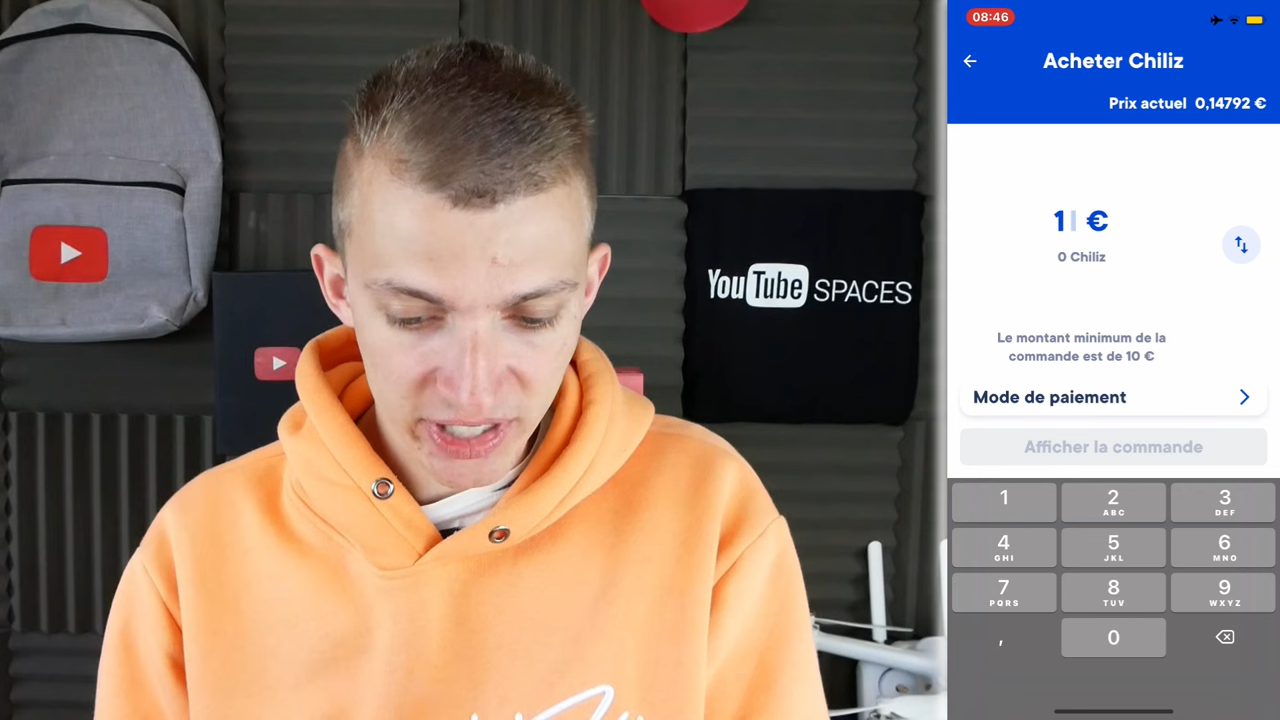 YouTube SPACES
08:46
Acheter Chiliz
Prix actuel 0,14792 €
1 €
0 Chiliz
Le montant minimum de la
commande est de 10 €
Mode de paiement
Afficher la commande
1 2 3
ABC DEF
4 5 6
GHI JKL MNO
7 8 9
PQRS TUV WXYZ
, 0